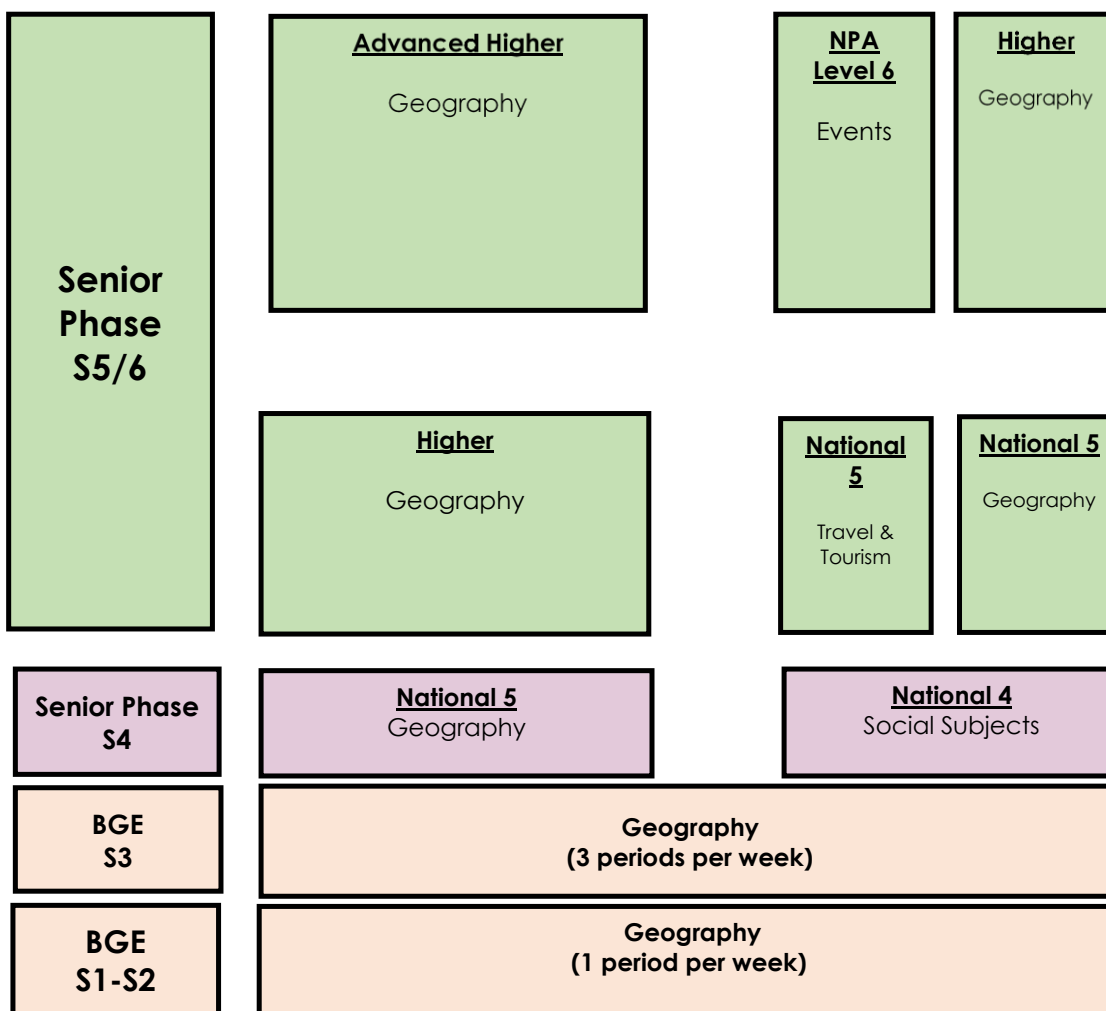 Senior
Phase
S5/6
Advanced Higher
Geography
NPA
Level 6
Events
Higher
Geography
Higher
Geography
National
5
Travel &
Tourism
National 5
Geography
Senior Phase
S4
National 5
Geography
National 4
Social Subjects
BGE
S3
Geography
(3 periods per week)
BGE
S1-S2
Geography
(1 period per week)